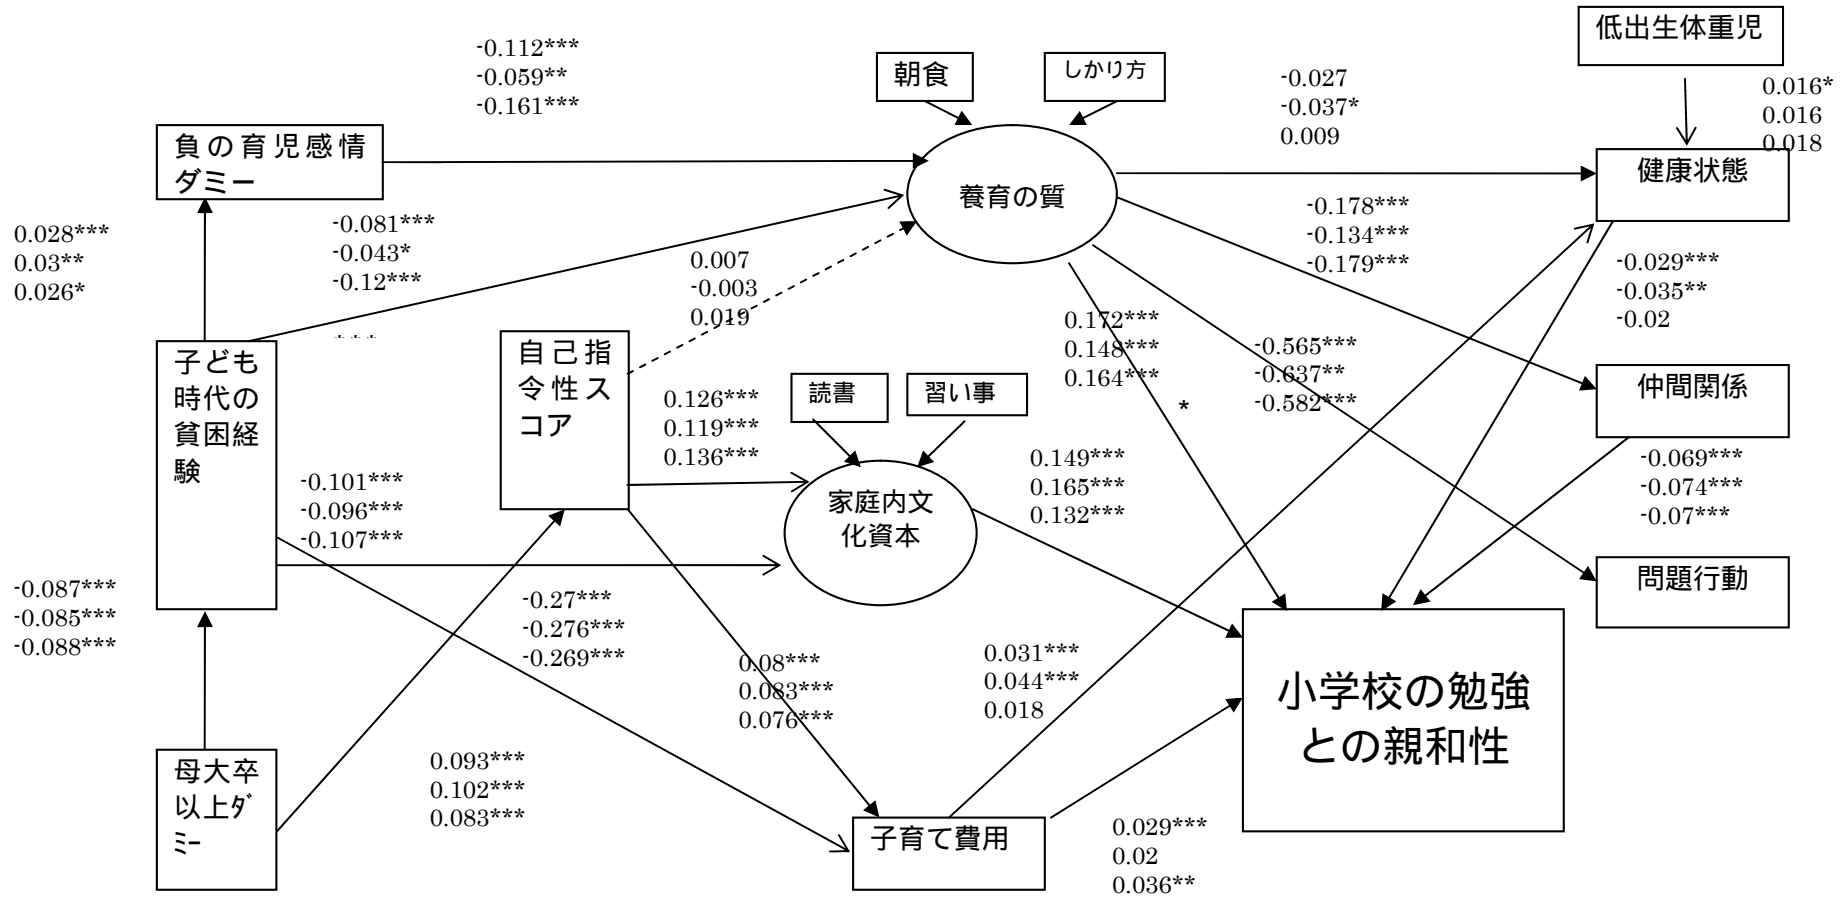 低出生体重児
-0.112***
-0.059**
-0.161***
朝食
しかり方
-0.027
-0.037*
0.009
0.016*
0.016
0.018
負の育児感情
ダミー
養育の質
健康状態
0.028***
0.03**
0.026*
-0.081***
-0.043*
-0.12***
***
0.007
-0.003
0.019
-0.178***
-0.134***
-0.179***
-0.029***
-0.035**
-0.02
子ども
時代の
貧困経
験
自己指
令性ス
コア
0.172***
0.148***
0.164***
*
-0.565***
-0.637**
-0.582***
仲間関係
0.126***
0.119***
0.136***
読書
習い事
家庭内文
化資本
0.149***
0.165***
0.132***
-0.069***
-0.074***
-0.07***
-0.101***
-0.096***
-0.107***
問題行動
-0.087***
-0.085***
-0.088***
-0.27***
-0.276***
-0.269***
0.08***
0.083***
0.076***
0.031***
0.044***
0.018
小学校の勉強
との親和性
母大卒
以上ﾀﾞ
ﾐｰ
0.093***
0.102***
0.083***
子育て費用
0.029***
0.02
0.036**